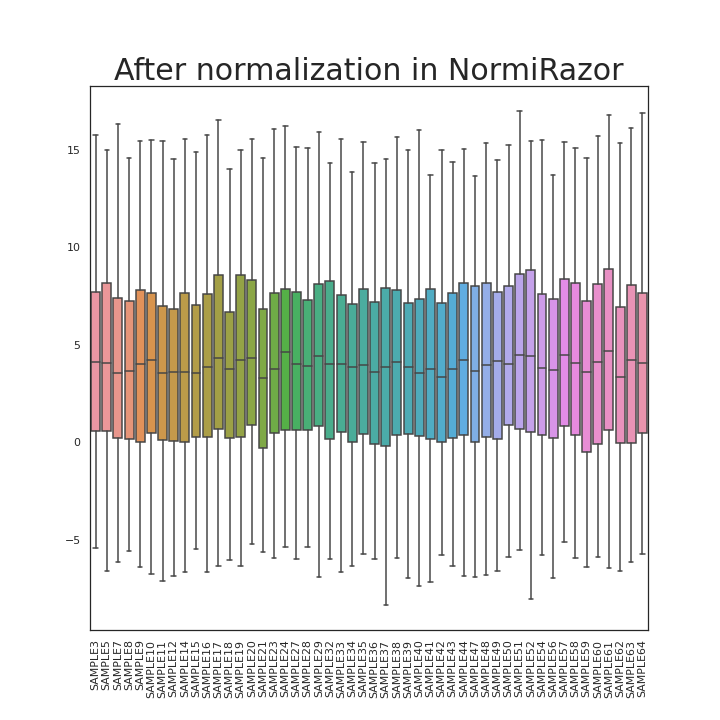 After normalization in NormiRazor
15
10
5
0
−5
SAMPLE3
SAMPLE5
SAMPLE7
SAMPLE8
SAMPLE9
SAMPLE10
SAMPLE11
SAMPLE12
SAMPLE14
SAMPLE15
SAMPLE16
SAMPLE17
SAMPLE18
SAMPLE19
SAMPLE20
SAMPLE21
SAMPLE23
SAMPLE24
SAMPLE27
SAMPLE28
SAMPLE29
SAMPLE32
SAMPLE33
SAMPLE34
SAMPLE35
SAMPLE36
SAMPLE37
SAMPLE38
SAMPLE39
SAMPLE40
SAMPLE41
SAMPLE42
SAMPLE43
SAMPLE44
SAMPLE47
SAMPLE48
SAMPLE49
SAMPLE50
SAMPLE51
SAMPLE52
SAMPLE54
SAMPLE56
SAMPLE57
SAMPLE58
SAMPLE59
SAMPLE60
SAMPLE61
SAMPLE62
SAMPLE63
SAMPLE64